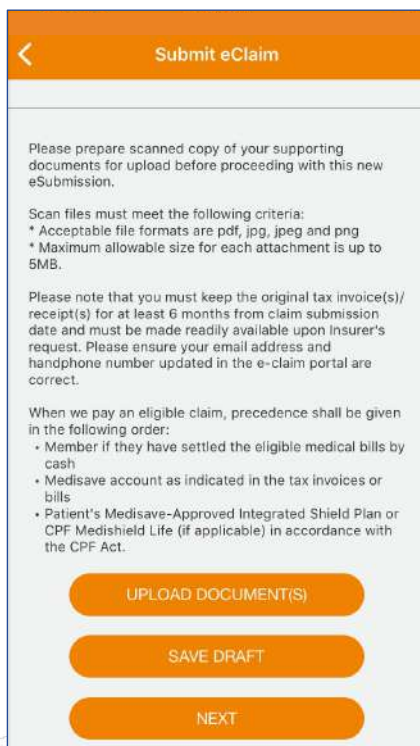 Submit eClaim
Please prepare scanned copy of your supporting
documents for upload before proceeding with this new
eSubmission.
Scan files must meet the following criteria:
* Acceptable file formats are pdf, jpg, jpeg and png
* Maximum allowable size for each attachment is up to
5MB.
Please note that you must keep the original tax invoice(s)/
receipt(s) for at least 6 months from claim submission
date and must be made readily available upon Insurer's
request. Please ensure your email address and
handphone number updated in the e-claim portal are
correct.
When we pay an eligible claim, precedence shall be given
in the following order:
• Member if they have settled the eligible medical bills by
cash
• Medisave account as indicated in the tax invoices or
bills
• Patient's Medisave-Approved Integrated Shield Plan or
CPF Medishield Life (if applicable) in accordance with
the CPF Act.
UPLOAD DOCUMENT(S)
SAVE DRAFT
NEXT